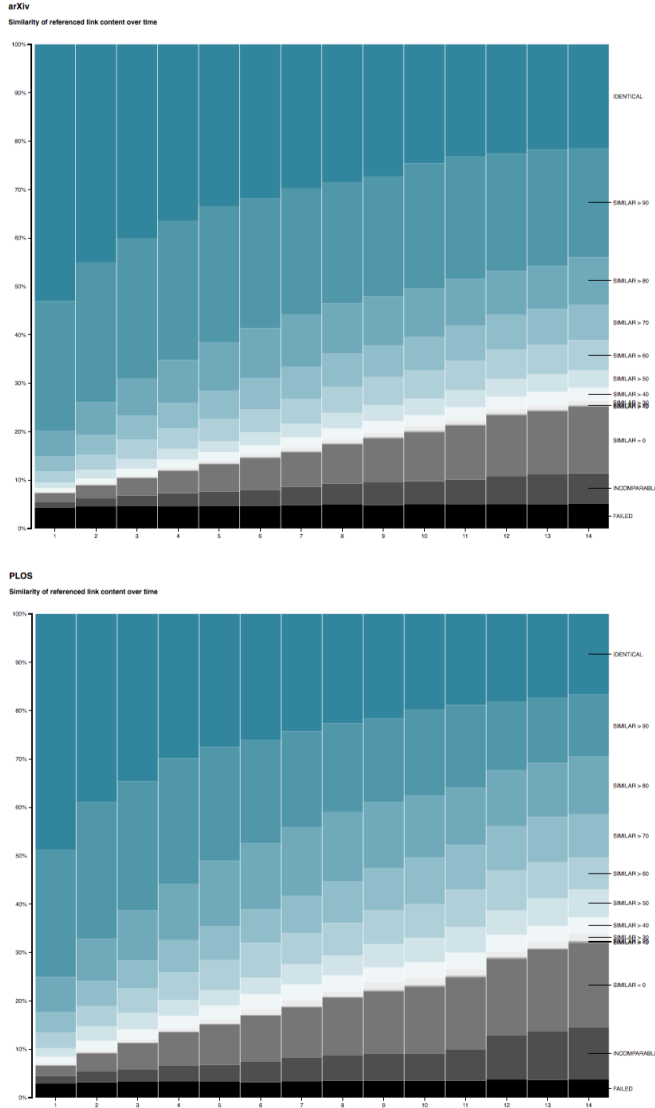 arXiv
Similarity of referenced link content over time
100%
90%
80%
70%
60%
50%
40%
30%
20%
10%
0%
IDENTICAL
SIMILAR > 90
SIMILAR > 80
SIMILAR > 70
SIMILAR > 60
SIMILAR > 50
SIMILAR > 40
SIMILAR = 0
INCOMPARABLE
FAILED
1 2 3 4 5 6 7 8 9 10 11 12 13 14
PLOS
Similarity of referenced link content over time
100%
90%
80%
70%
60%
50%
40%
30%
20%
10%
0%
IDENTICAL
SIMILAR > 90
SIMILAR > 80
SIMILAR > 70
SIMILAR > 60
SIMILAR > 50
SIMILAR > 40
SIMILAR > 30
SIMILAR = 0
INCOMPARABLE
FAILED
1 2 3 4 5 6 7 8 9 10 11 12 13 14